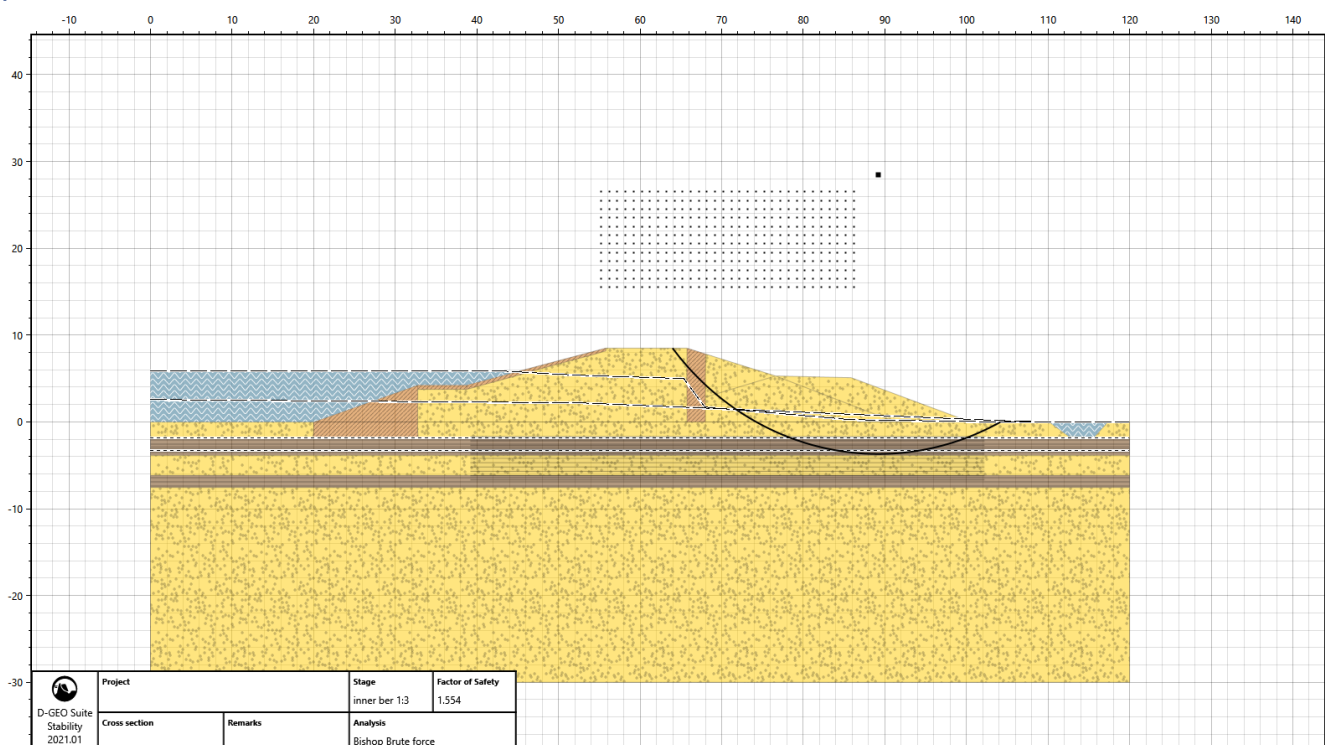 -10 0 10 20 30 40 50 60 70 80 90 100 110 120 130 140
40
30
20
10
0
-10
-20
-30
Project
Stage
Factor of Safety
inner ber 1:3
1.554
D-GEO Suite
Stability
2021.01
Cross section
Remarks
Analysis
Bishop Brute force